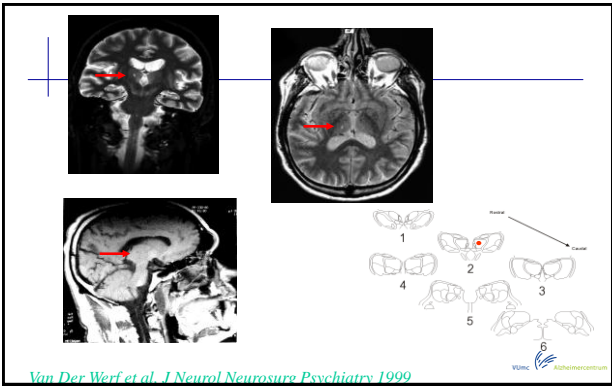 Rostral
1
2
Caudal
4
3
5
6
VUmc Alzheimercentrum
Van Der Werf et al. J Neurol Neurosurg Psychiatry 1999